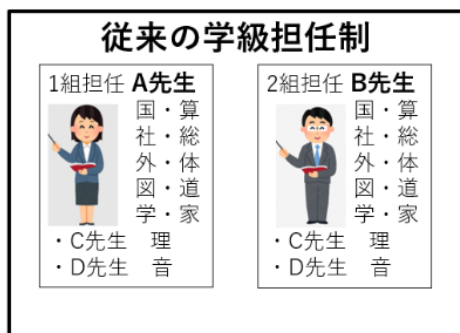 従来の学級担任制
1組担任 A先生
国・算
社・総
外・体
図・道
学・家
・C先生 理
・D先生 音
2組担任 B先生
国・算
社・総
外・体
図・道
学・家
・C先生 理
・D先生 音